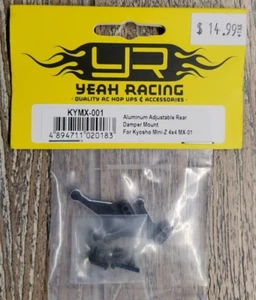 $ 14.99
YR
YEAH RACING
QUALITY RC HOP UPS & ACCESSORIES
KYMX-001
Aluminum Adjustable Rear
Damper Mount
For Kyosho Mini-Z 4x4 MX-01
4 894711 020183